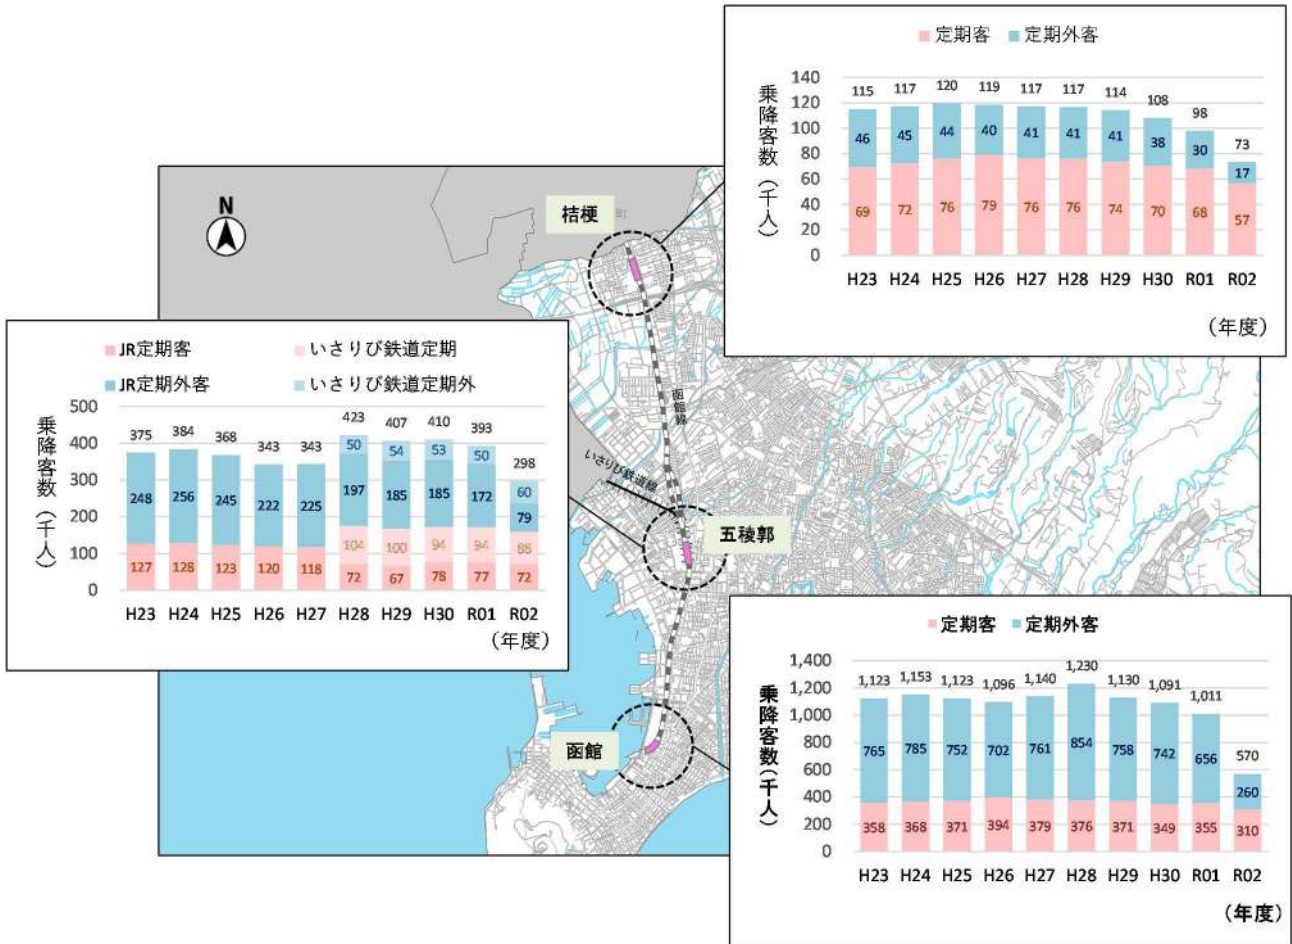 定期客 定期外客
乗降客数（千人）
140
120
100
80
60
40
20
0
115 117 120 119 117 117 114 108 98 73
46 45 44 40 41 41 41 38 30 17
69 72 76 79 76 76 74 70 68 57
H23 H24 H25 H26 H27 H28 H29 H30 R01 R02
（年度）
N
桔梗
町
函館線
いさりび鉄道線
五稜郭
函館
JR定期客 いさりび鉄道定期
JR定期外客 いさりび鉄道定期外
乗降客数（千人）
500
400
300
200
100
0
375 384 368 343 343 423 407 410 393 298
50 54 53 50 60
248 256 245 222 225 197 185 185 172 79
104 100 94 94 88
127 128 123 120 118 72 67 78 77 72
H23 H24 H25 H26 H27 H28 H29 H30 R01 R02
（年度）
定期客 定期外客
乗降客数（千人）
1,400
1,200
1,000
800
600
400
200
0
1,123 1,153 1,123 1,096 1,140 1,230 1,130 1,091 1,011 570
765 785 752 702 761 854 758 742 656 260
358 368 371 394 379 376 371 349 355 310
H23 H24 H25 H26 H27 H28 H29 H30 R01 R02
（年度）